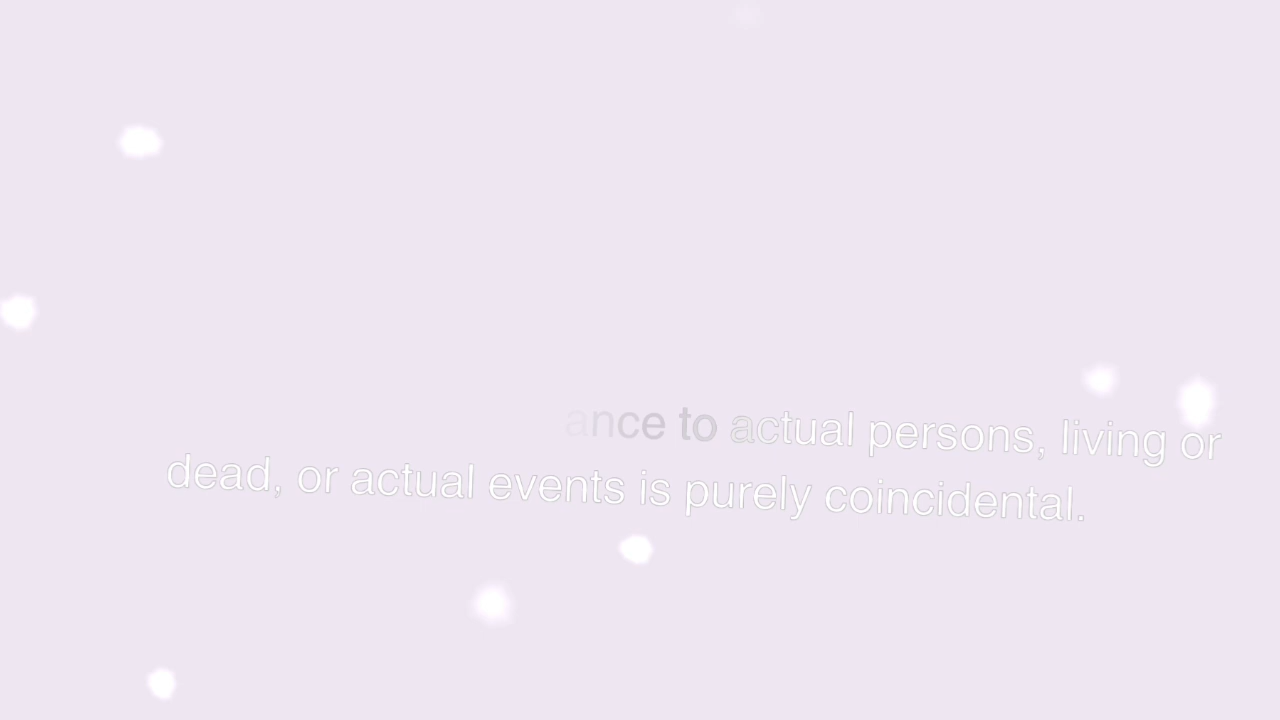 ance to actual persons, living or
dead, or actual events is purely coincidental.